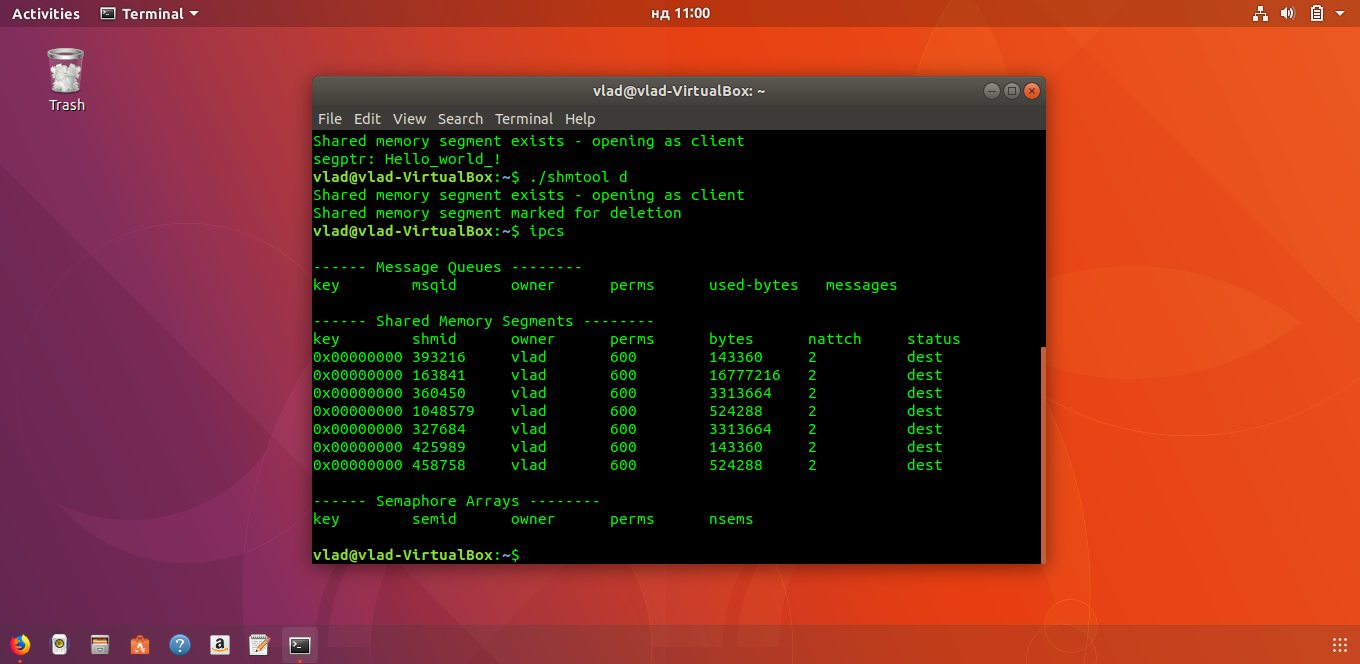 Activities Terminal нд 11:00
Trash
vlad@vlad-VirtualBox: ~
File Edit View Search Terminal Help
Shared memory segment exists - opening as client
segptr: Hello_world_!
vlad@vlad-VirtualBox:~$ ./shmtool d
Shared memory segment exists - opening as client
Shared memory segment marked for deletion
vlad@vlad-VirtualBox:~$ ipcs
------ Message Queues --------
key msqid owner perms used-bytes messages
------ Shared Memory Segments --------
key shmid owner perms bytes nattch status
0x00000000 393216 vlad 600 143360 2 dest
0x00000000 163841 vlad 600 16777216 2 dest
0x00000000 360450 vlad 600 3313664 2 dest
0x00000000 1048579 vlad 600 524288 2 dest
0x00000000 327684 vlad 600 3313664 2 dest
0x00000000 425989 vlad 600 143360 2 dest
0x00000000 458758 vlad 600 524288 2 dest
------ Semaphore Arrays --------
key semid owner perms nsems
vlad@vlad-VirtualBox:~$